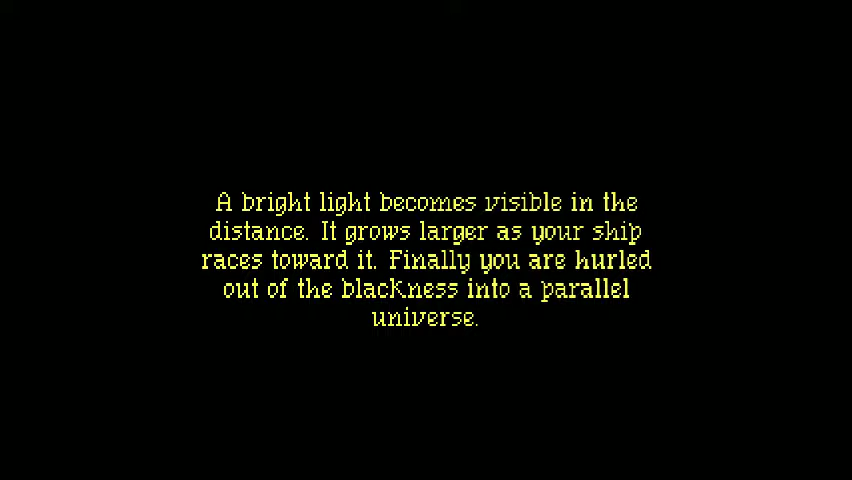 A bright light becomes visible in the
distance. It grows larger as your ship
races toward it. Finally you are hurled
out of the blackness into a parallel
universe.